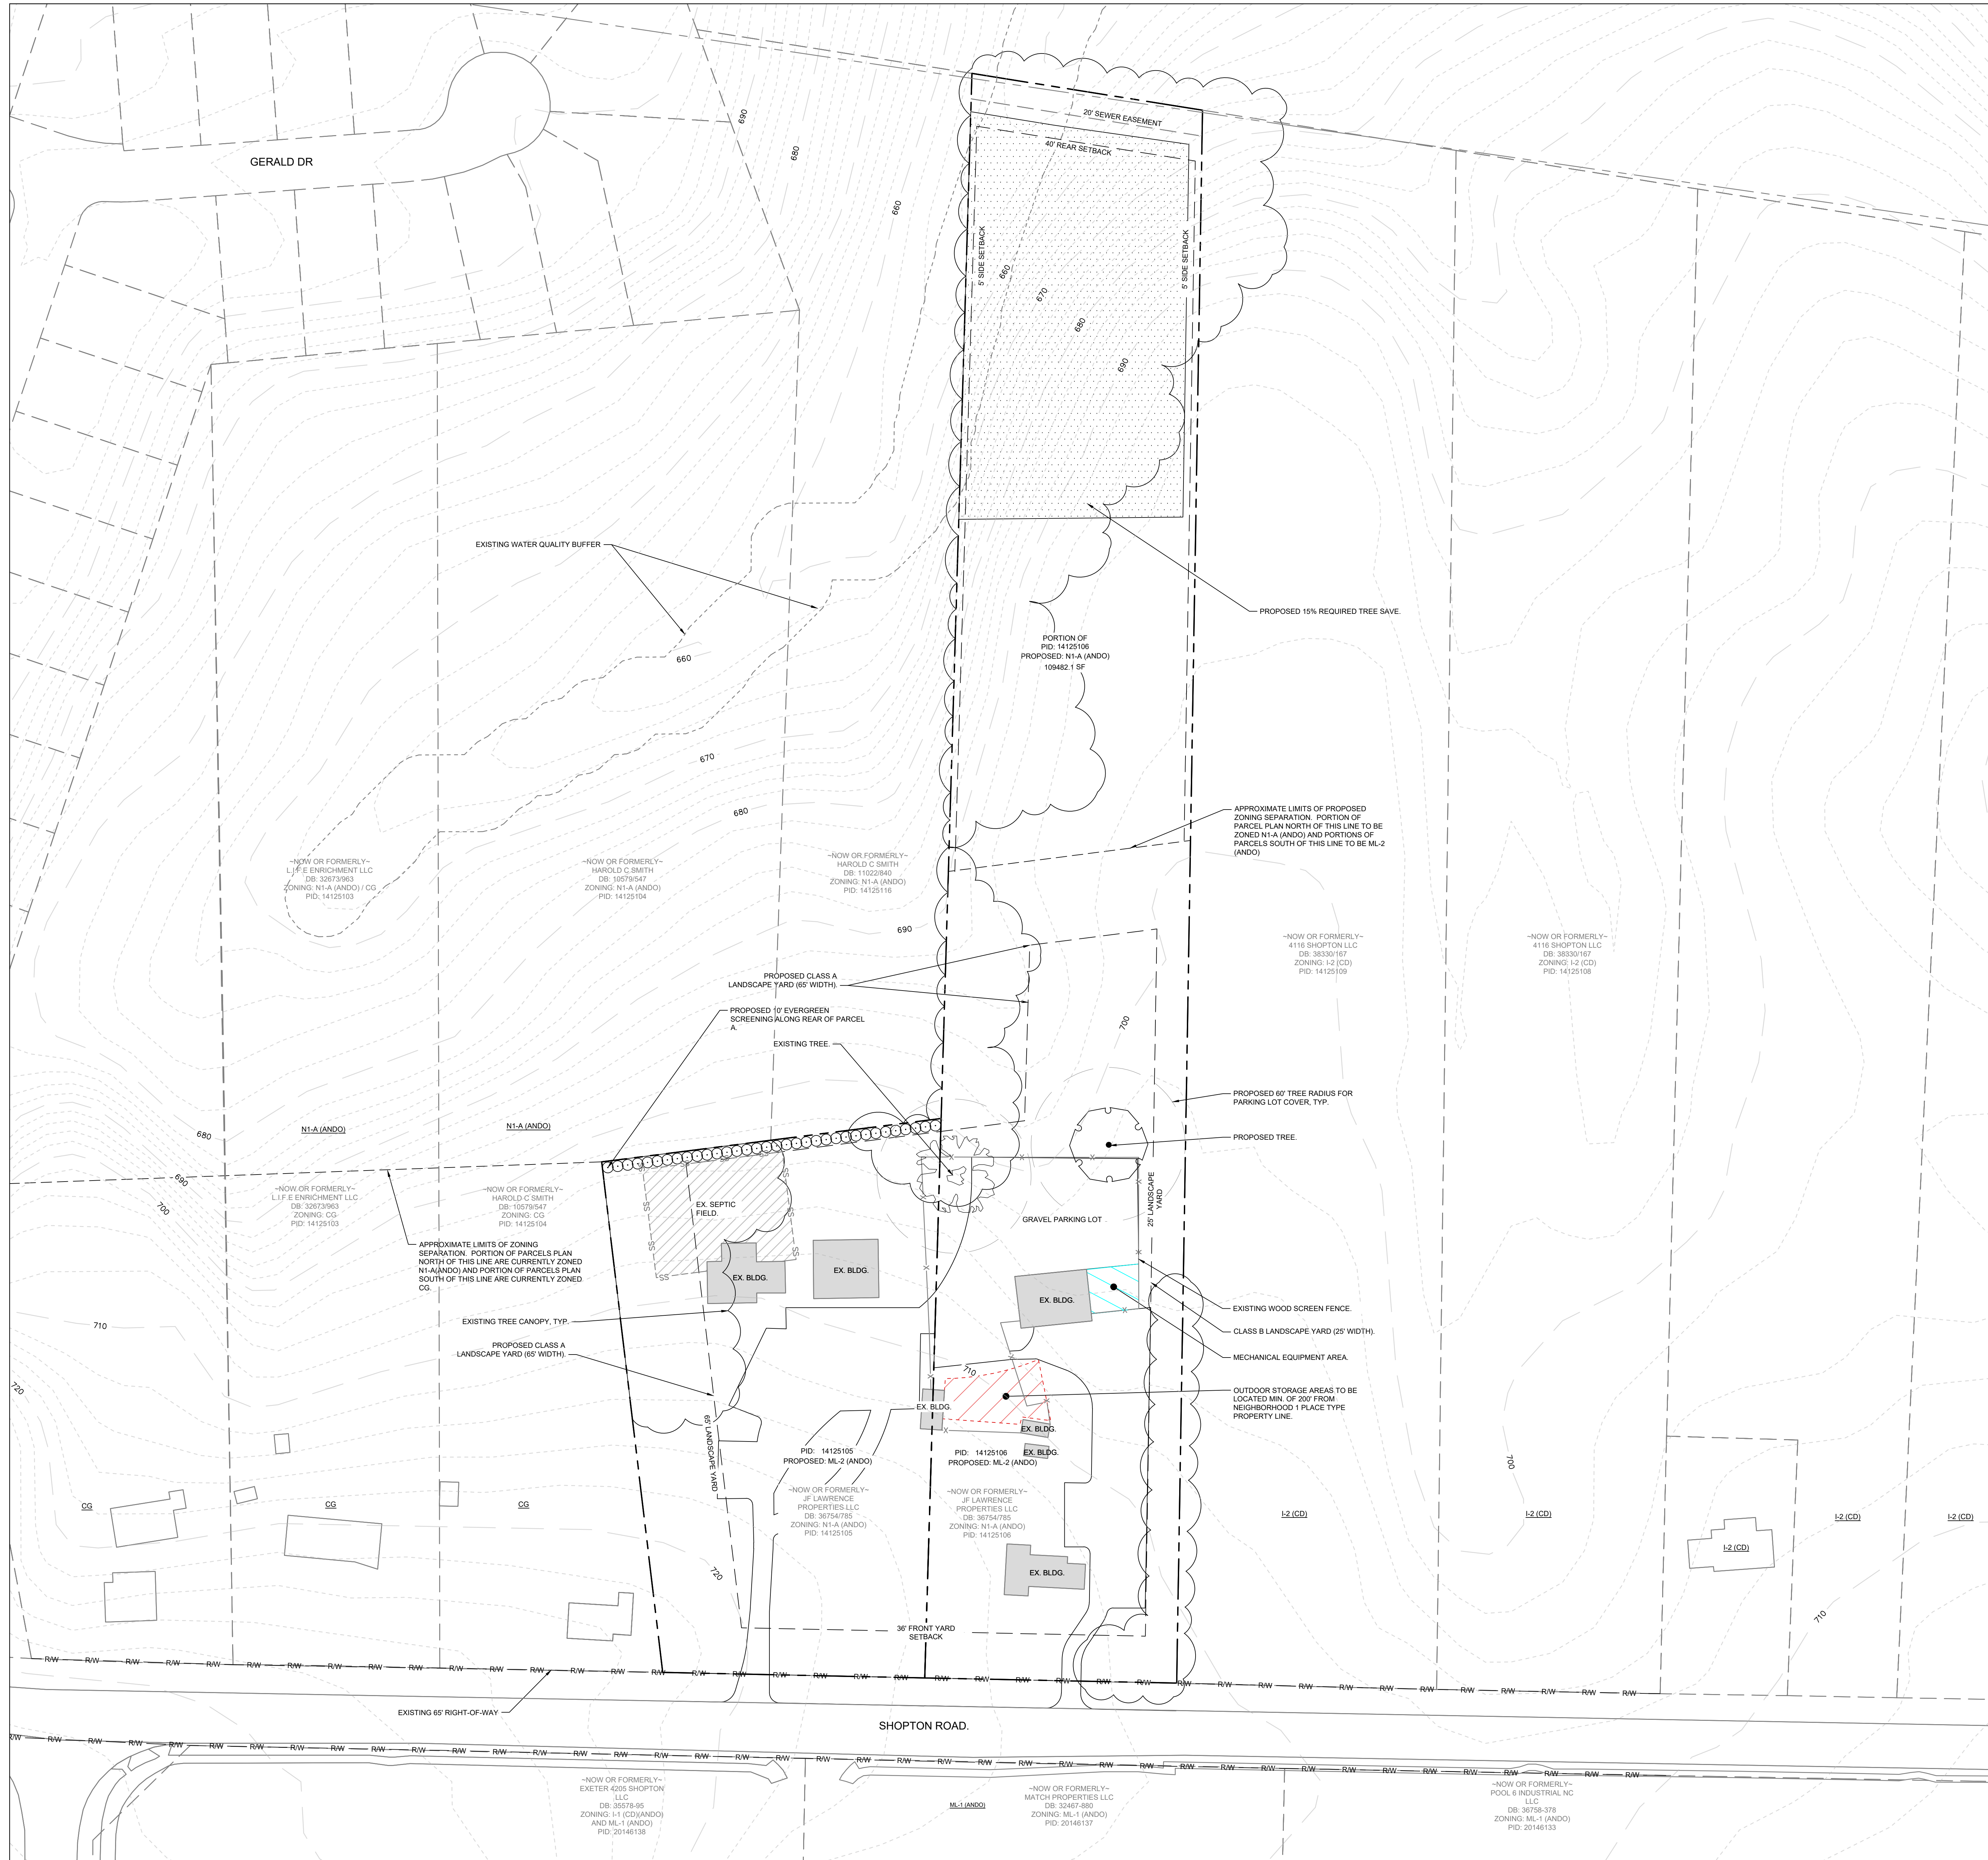 GERALD DR
690
680
660
20' SEWER EASEMENT
40' REAR SETBACK
5' SIDE SETBACK
5' SIDE SETBACK
660
670
680
690
EXISTING WATER QUALITY BUFFER
PROPOSED 15% REQUIRED TREE SAVE.
PORTION OF
PID: 14125106
PROPOSED: N1-A (ANDO)
109482.1 SF
660
670
680
APPROXIMATE LIMITS OF PROPOSED
ZONING SEPARATION. PORTION OF
PARCEL PLAN NORTH OF THIS LINE TO BE
ZONED N1-A (ANDO) AND PORTIONS OF
PARCELS SOUTH OF THIS LINE TO BE ML-2
(ANDO)
~NOW OR FORMERLY~
L.I.F.E ENRICHMENT LLC
DB: 32673/963
ZONING: N1-A (ANDO) / CG
PID: 14125103
~NOW OR FORMERLY~
HAROLD C SMITH
DB: 10579/547
ZONING: N1-A (ANDO)
PID: 14125104
~NOW OR FORMERLY~
HAROLD C SMITH
DB: 11022/840
ZONING: N1-A (ANDO)
PID: 14125116
690
~NOW OR FORMERLY~
4116 SHOPTON LLC
DB: 38330/167
ZONING: I-2 (CD)
PID: 14125109
~NOW OR FORMERLY~
4116 SHOPTON LLC
DB: 38330/167
ZONING: I-2 (CD)
PID: 14125108
PROPOSED CLASS A
LANDSCAPE YARD (65' WIDTH).
PROPOSED 10' EVERGREEN
SCREENING ALONG REAR OF PARCEL
A.
EXISTING TREE.
700
PROPOSED 60' TREE RADIUS FOR
PARKING LOT COVER, TYP.
PROPOSED TREE.
N1-A (ANDO)
N1-A (ANDO)
680
690
700
~NOW OR FORMERLY~
L.I.F.E ENRICHMENT LLC
DB: 32673/963
ZONING: CG
PID: 14125103
~NOW OR FORMERLY~
HAROLD C SMITH
DB: 10579/547
ZONING: CG
PID: 14125104
EX. SEPTIC
FIELD.
SS
SS
SS
SS
SS
GRAVEL PARKING LOT
25' LANDSCAPE
YARD
APPROXIMATE LIMITS OF ZONING
SEPARATION. PORTION OF PARCELS PLAN
NORTH OF THIS LINE ARE CURRENTLY ZONED
N1-A(ANDO) AND PORTION OF PARCELS PLAN
SOUTH OF THIS LINE ARE CURRENTLY ZONED
CG.
EX. BLDG.
EX. BLDG.
EX. BLDG.
710
EXISTING TREE CANOPY, TYP.
PROPOSED CLASS A
LANDSCAPE YARD (65' WIDTH).
EXISTING WOOD SCREEN FENCE.
CLASS B LANDSCAPE YARD (25' WIDTH).
MECHANICAL EQUIPMENT AREA.
OUTDOOR STORAGE AREAS TO BE
LOCATED MIN. OF 200' FROM
NEIGHBORHOOD 1 PLACE TYPE
PROPERTY LINE.
720
710
EX. BLDG.
EX. BLDG.
EX. BLDG.
65' LANDSCAPE YARD
PID: 14125105
PROPOSED: ML-2 (ANDO)
PID: 14125106
PROPOSED: ML-2 (ANDO)
~NOW OR FORMERLY~
JF LAWRENCE
PROPERTIES LLC
DB: 36754/785
ZONING: N1-A (ANDO)
PID: 14125105
~NOW OR FORMERLY~
JF LAWRENCE
PROPERTIES LLC
DB: 36754/785
ZONING: N1-A (ANDO)
PID: 14125106
700
CG
CG
CG
I-2 (CD)
I-2 (CD)
I-2 (CD)
I-2 (CD)
I-2 (CD)
720
EX. BLDG.
710
36' FRONT YARD
SETBACK
R/W R/W R/W R/W R/W R/W R/W R/W R/W R/W R/W R/W R/W R/W R/W R/W R/W R/W R/W R/W R/W R/W R/W R/W R/W R/W R/W R/W R/W R/W R/W R/W R/W R/W R/W R/W R/W R/W R/W R/W
EXISTING 65' RIGHT-OF-WAY
SHOPTON ROAD.
R/W R/W R/W R/W R/W R/W R/W R/W R/W R/W R/W R/W R/W R/W R/W R/W R/W R/W R/W R/W R/W R/W R/W R/W R/W R/W R/W R/W R/W R/W R/W R/W R/W R/W R/W R/W R/W R/W R/W R/W R/W
~NOW OR FORMERLY~
EXETER 4205 SHOPTON
LLC
DB: 35578-95
ZONING: I-1 (CD)(ANDO)
AND ML-1 (ANDO)
PID: 20146138
ML-1 (ANDO)
~NOW OR FORMERLY~
MATCH PROPERTIES LLC
DB: 32467-880
ZONING: ML-1 (ANDO)
PID: 20146137
~NOW OR FORMERLY~
POOL 6 INDUSTRIAL NC
LLC
DB: 36758-378
ZONING: ML-1 (ANDO)
PID: 20146133